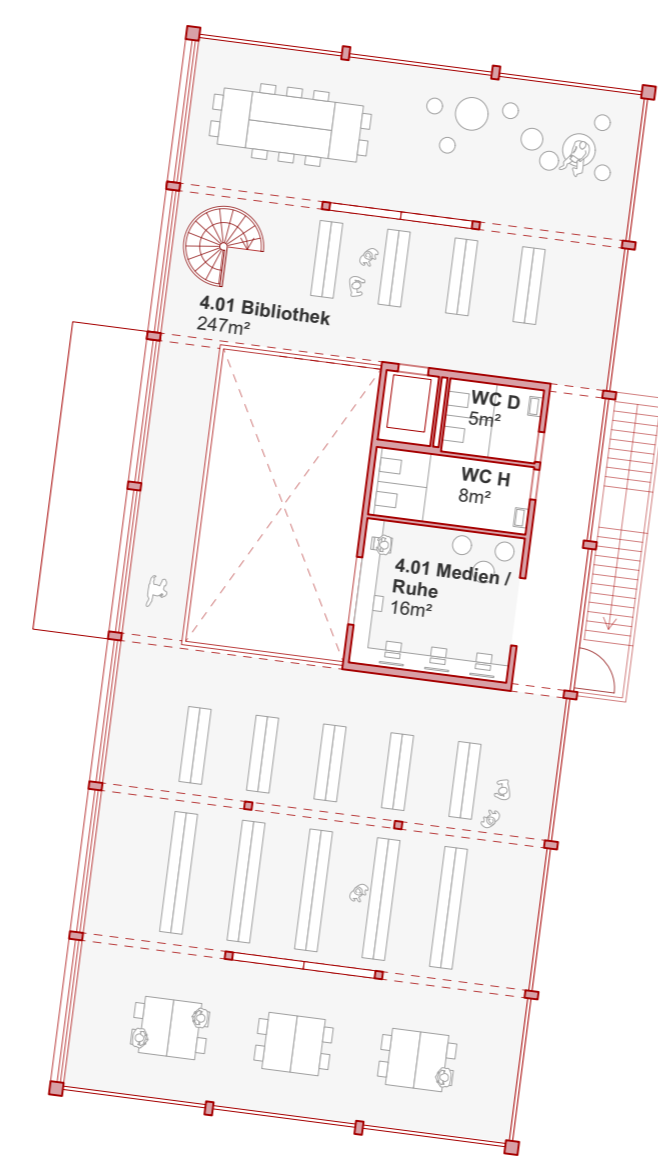 4.01 Bibliothek
247m²
WC D
5m²
WC H
8m²
4.01 Medien /
Ruhe
16m²